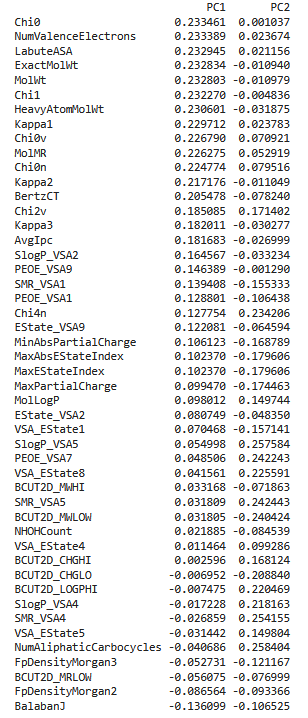 PC1 PC2
Chi0 0.233461 0.001037
NumValenceElectrons 0.233389 0.023674
LabuteASA 0.232945 0.021156
ExactMolWt 0.232834 -0.010940
MolWt 0.232803 -0.010979
Chi1 0.232270 -0.004836
HeavyAtomMolWt 0.230601 -0.031875
Kappa1 0.229712 0.023783
Chi0v 0.226790 0.070921
MolMR 0.226275 0.052919
Chi0n 0.224774 0.079516
Kappa2 0.217176 -0.011049
BertzCT 0.205478 -0.078240
Chi2v 0.185085 0.171402
Kappa3 0.182011 -0.030277
AvgIpc 0.181683 -0.026999
SlogP_VSA2 0.164567 -0.033234
PEOE_VSA9 0.146389 -0.001290
SMR_VSA1 0.139408 -0.155333
PEOE_VSA1 0.128801 -0.106438
Chi4n 0.127754 0.234206
EState_VSA9 0.122081 -0.064594
MinAbsPartialCharge 0.106123 -0.168789
MaxAbsEStateIndex 0.102370 -0.179606
MaxEStateIndex 0.102370 -0.179606
MaxPartialCharge 0.099470 -0.174463
MolLogP 0.098012 0.149744
EState_VSA2 0.080749 -0.048350
VSA_EState1 0.070468 -0.157141
SlogP_VSA5 0.054998 0.257584
PEOE_VSA7 0.048506 0.242243
VSA_EState8 0.041561 0.225591
BCUT2D_MWHI 0.033168 -0.071863
SMR_VSA5 0.031809 0.242443
BCUT2D_MWLOW 0.031805 -0.240424
NHOHCount 0.021885 -0.084539
VSA_EState4 0.011464 0.099286
BCUT2D_CHGHI 0.002596 0.168124
BCUT2D_CHGLO -0.006952 -0.208840
BCUT2D_LOGPHI -0.007475 0.220469
SlogP_VSA4 -0.017228 0.218163
SMR_VSA4 -0.026859 0.254155
VSA_EState5 -0.031442 0.149804
NumAliphaticCarbocycles -0.040686 0.258404
FpDensityMorgan3 -0.052731 -0.121167
BCUT2D_MRLOW -0.056075 -0.076999
FpDensityMorgan2 -0.086564 -0.093366
BalabanJ -0.136099 -0.106525